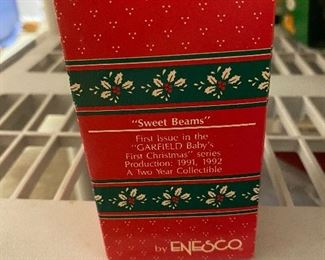 "Sweet Beams"
First Issue in the
"GARFIELD Baby's
First Christmas" series
Production: 1991, 1992
A Two Year Collectible
by ENESCO